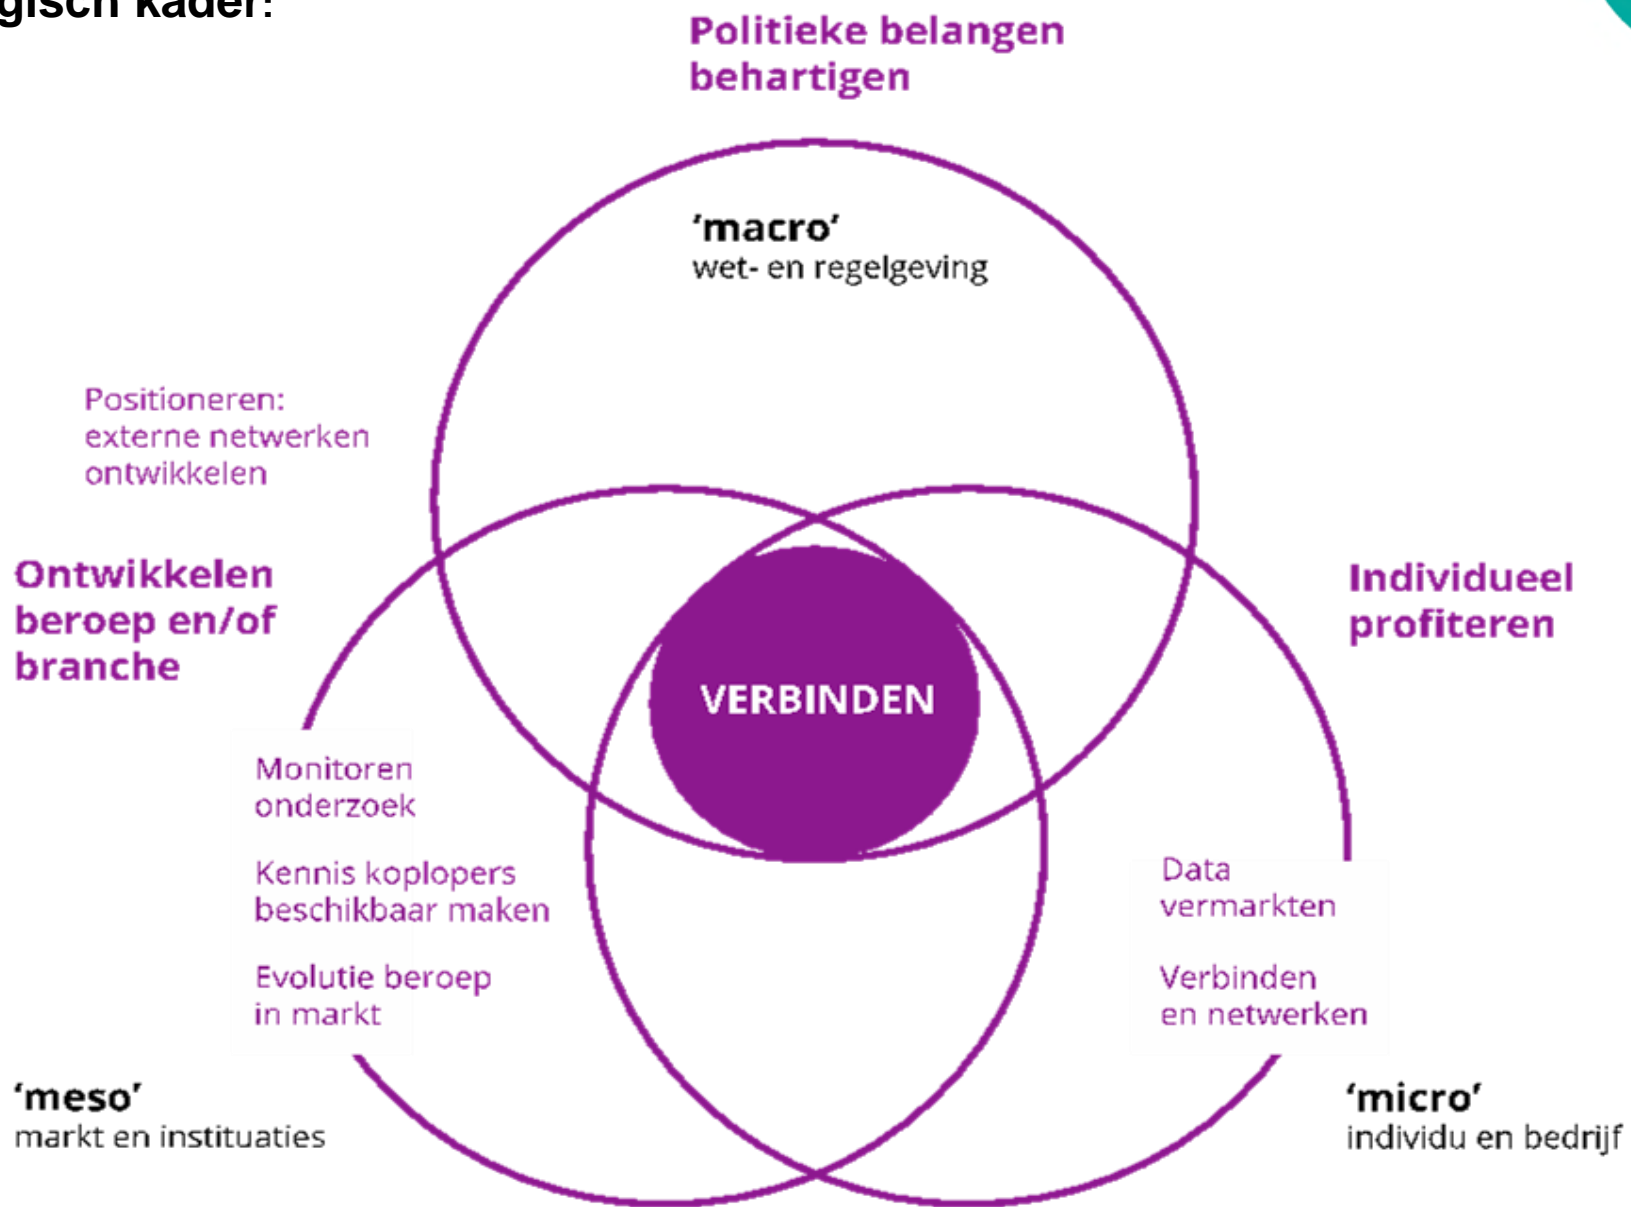 gisch kader:
Politieke belangen
behartigen
‘macro’
wet- en regelgeving
Positioneren:
externe netwerken
ontwikkelen
Ontwikkelen
beroep en/of
branche
Individueel
profiteren
VERBINDEN
Monitoren
onderzoek
Kennis koplopers
beschikbaar maken
Evolutie beroep
in markt
Data
vermarkten
Verbinden
en netwerken
‘meso’
markt en instituaties
‘micro’
individu en bedrijf